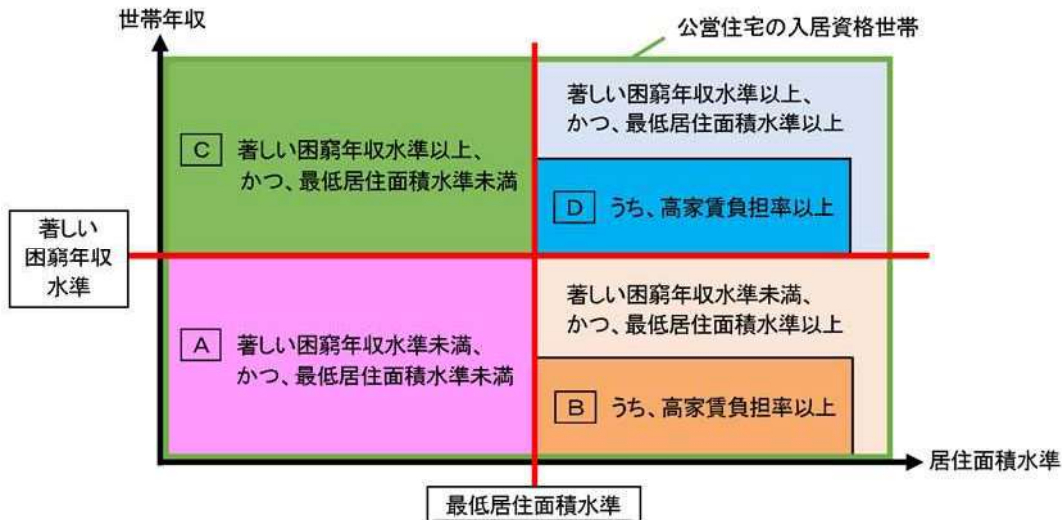 世帯年収
公営住宅の入居資格世帯
C 著しい困窮年収水準以上、
かつ、最低居住面積水準未満
著しい困窮年収水準以上、
かつ、最低居住面積水準以上
D うち、高家賃負担率以上
著しい
困窮年収
水準
A 著しい困窮年収水準未満、
かつ、最低居住面積水準未満
著しい困窮年収水準未満、
かつ、最低居住面積水準以上
B うち、高家賃負担率以上
居住面積水準
最低居住面積水準